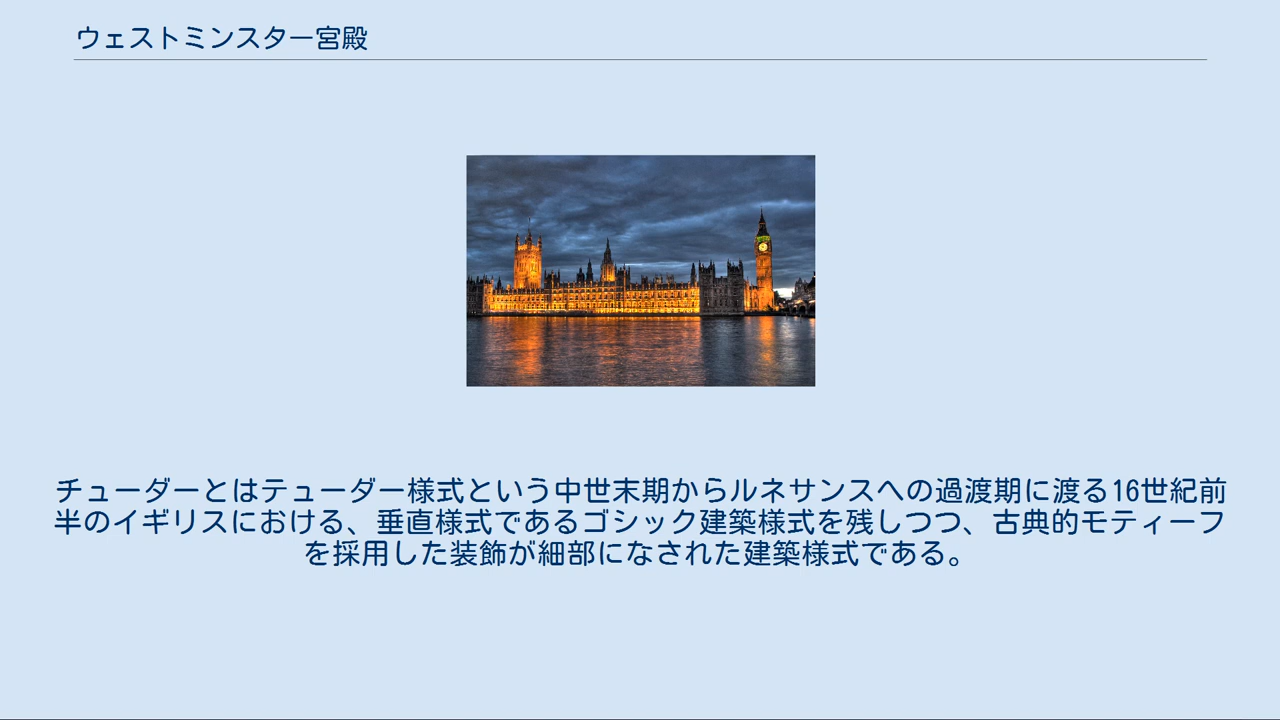 ウェストミンスター宮殿
チューダーとはテューダー様式という中世末期からルネサンスへの過渡期に渡る16世紀前
半のイギリスにおける、垂直様式であるゴシック建築様式を残しつつ、古典的モティーフ
を採用した装飾が細部になされた建築様式である。